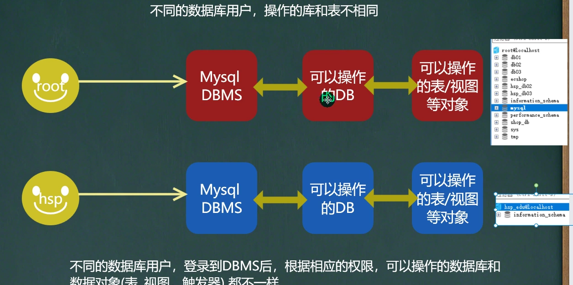 不同的数据库用户，操作的库和表不相同
root
Mysql
DBMS
可以操作
的DB
可以操作
的表/视图
等对象
root@localhost
db01
db02
db03
ecshop
hsp_db02
hsp_db03
information_schema
mysql
performance_schema
shop_db
sys
tmp
hsp
Mysql
DBMS
可以操作
的DB
可以操作
的表/视图
等对象
hsp_edu@localhost
information_schema
不同的数据库用户，登录到DBMS后，根据相应的权限，可以操作的数据库和
数据对象(表,视图，触发器) 都不一样